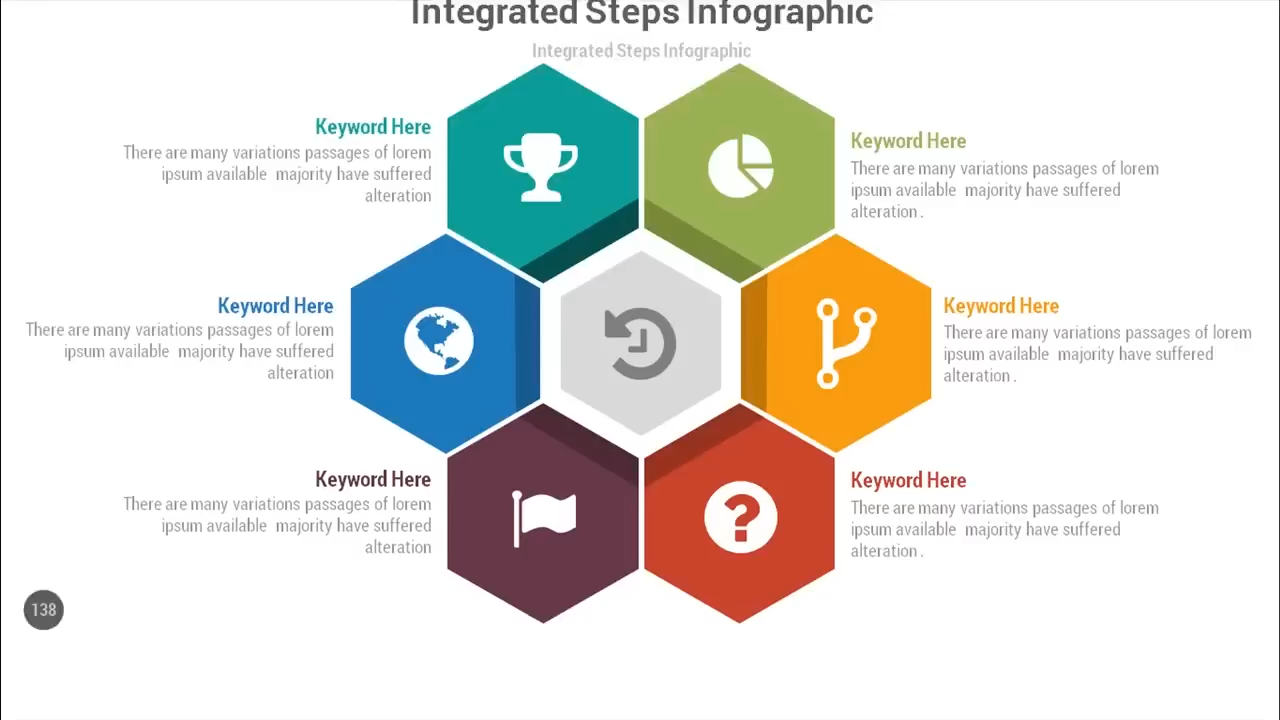 Integrated Steps Infographic
Integrated Steps Infographic
Keyword Here
There are many variations passages of lorem
ipsum available majority have suffered
alteration
Keyword Here
There are many variations passages of lorem
ipsum available majority have suffered
alteration .
Keyword Here
There are many variations passages of lorem
ipsum available majority have suffered
alteration
Keyword Here
There are many variations passages of lorem
ipsum available majority have suffered
alteration .
Keyword Here
There are many variations passages of lorem
ipsum available majority have suffered
alteration
Keyword Here
There are many variations passages of lorem
ipsum available majority have suffered
alteration .
?
138